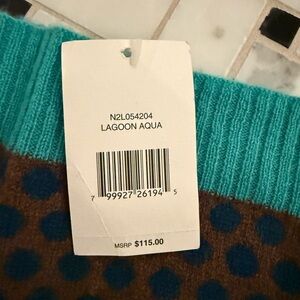 N2L054204
LAGOON AQUA
7 99927 26194 5
MSRP $115.00